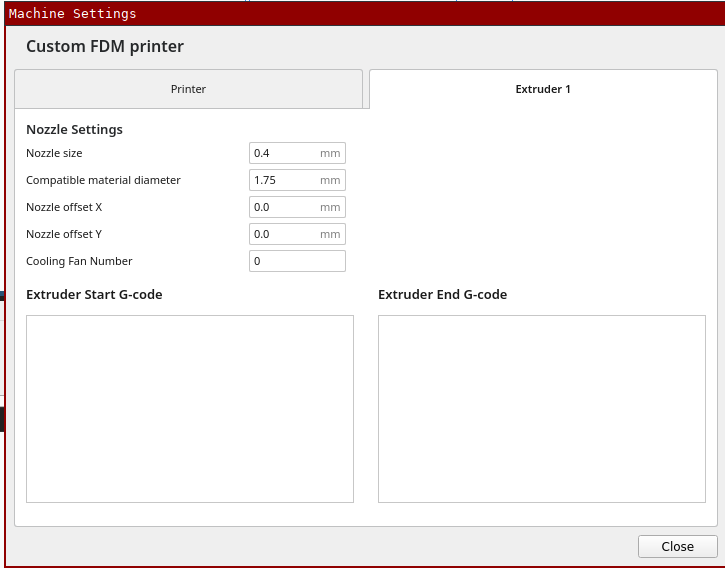 Machine Settings
Custom FDM printer
Printer
Extruder 1
Nozzle Settings
Nozzle size 0.4 mm
Compatible material diameter 1.75 mm
Nozzle offset X 0.0 mm
Nozzle offset Y 0.0 mm
Cooling Fan Number 0
Extruder Start G-code
Extruder End G-code
Close